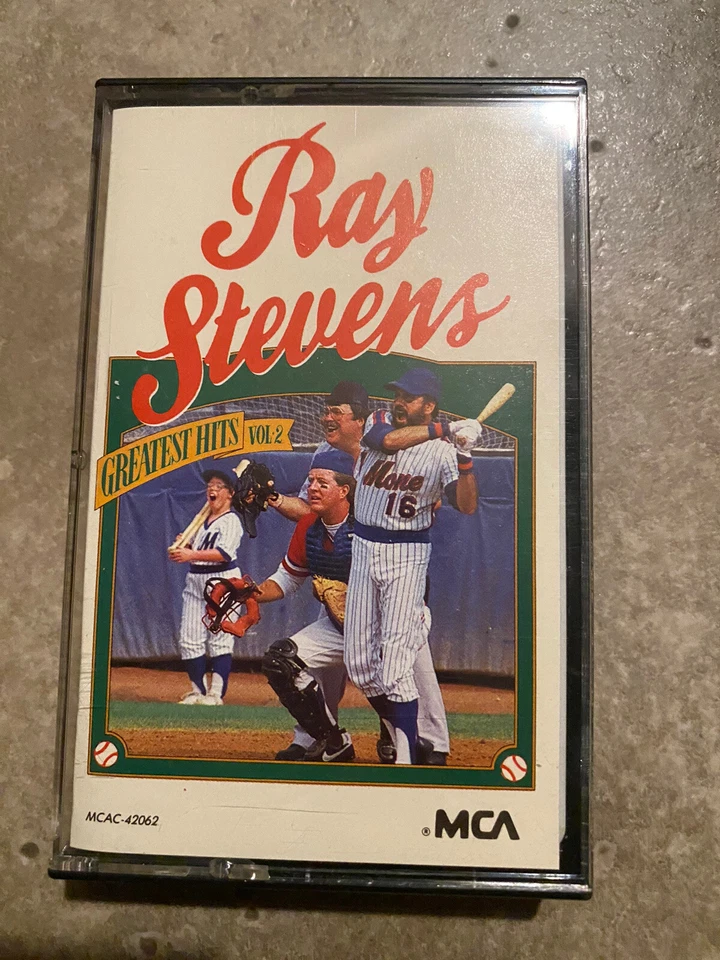 Ray
Stevens
GREATEST HITS VOL·2
Mone
16
M
MCAC-42062
® MCA